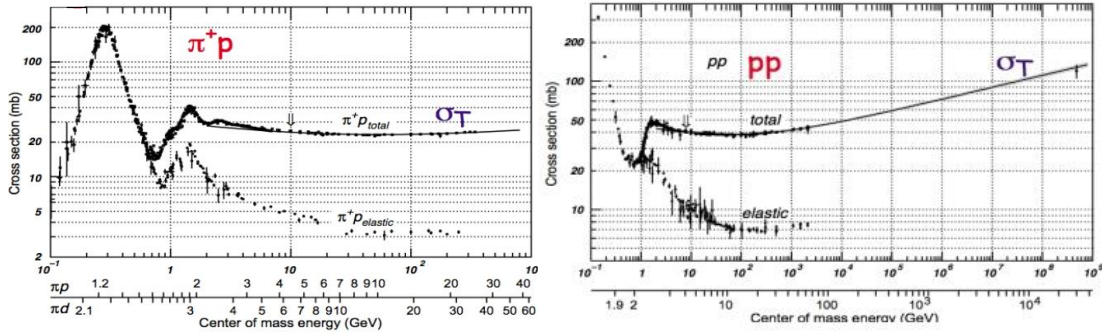 Cross section (mb)
200
100
50
20
10
5
2
π⁺p
σT
π⁺p total
⇓
π⁺p elastic
10⁻¹ 1 10 10² 1000
πp 1.2 2 3 4 5 6 7 8 9 10 20 30 40
πd 2.1 3 4 5 6 7 8 9 10 20 30 40 50 60
Center of mass energy (GeV)
Cross section (mb)
200
100
50
20
10
pp pp
σT
⇓
total
elastic
10⁻¹ 1 10 10² 10³ 10⁴ 10⁵ 10⁶ 10⁷ 10⁸
1.9 2 10 10² 10³ 10⁴
Center of mass energy (GeV)